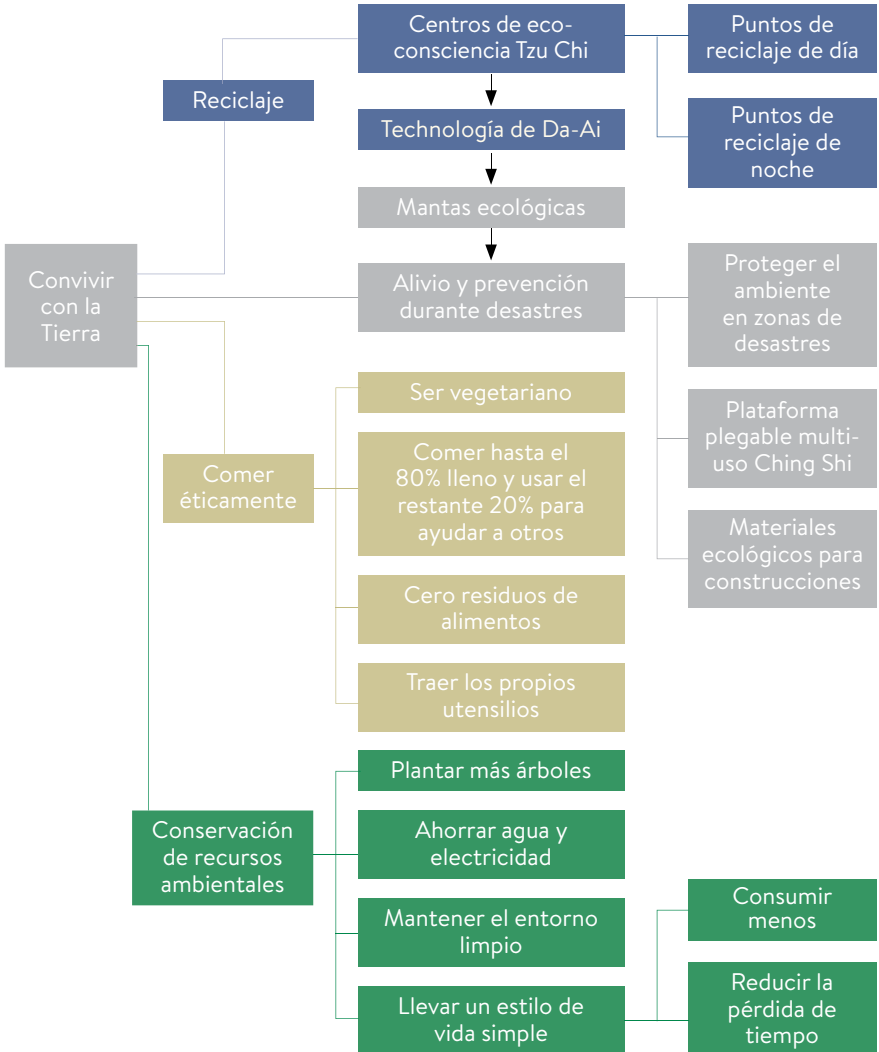 Centros de eco-
consciencia Tzu Chi
Puntos de
reciclaje de día
Reciclaje
Technología de Da-Ai
Puntos de
reciclaje de
noche
Mantas ecológicas
Convivir
con la
Tierra
Alivio y prevención
durante desastres
Proteger el
ambiente
en zonas de
desastres
Ser vegetariano
Plataforma
plegable multi-
uso Ching Shi
Comer
éticamente
Comer hasta el
80% lleno y usar el
restante 20% para
ayudar a otros
Materiales
ecológicos para
construcciones
Cero residuos de
alimentos
Traer los propios
utensilios
Plantar más árboles
Conservación
de recursos
ambientales
Ahorrar agua y
electricidad
Mantener el entorno
limpio
Consumir
menos
Llevar un estilo de
vida simple
Reducir la
pérdida de
tiempo